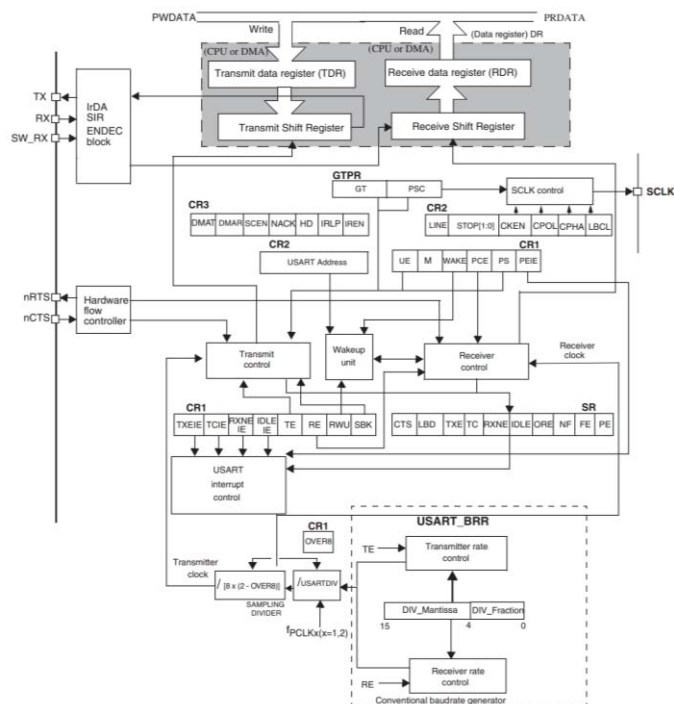 PWDATA
PRDATA
Write
Read
(Data register) DR
(CPU or DMA)
(CPU or DMA)
Transmit data register (TDR)
Receive data register (RDR)
TX
RX
SW_RX
IrDA
SIR
ENDEC
block
Transmit Shift Register
Receive Shift Register
GTPR
GT
PSC
SCLK control
SCLK
CR3
DMAT
DMAR
SCEN
NACK
HD
IRLP
IREN
CR2
LINE
STOP[1:0]
CKEN
CPOL
CPHA
LBCL
CR2
USART Address
CR1
UE
M
WAKE
PCE
PS
PEIE
nRTS
nCTS
Hardware
flow
controller
Transmit
control
Wakeup
unit
Receiver
control
Receiver
clock
CR1
TXEIE
TCIE
RXNE
IE
IDLE
IE
TE
RE
RWU
SBK
SR
CTS
LBD
TXE
TC
RXNE
IDLE
ORE
NF
FE
PE
USART
interrupt
control
USART_BRR
CR1
OVER8
TE
Transmitter rate
control
Transmitter
clock
/ [8 x (2 - OVER8)]
/USARTDIV
SAMPLING
DIVIDER
DIV_Mantissa
DIV_Fraction
15
4
0
fPCLKx(x=1,2)
Receiver rate
control
RE
Conventional baudrate generator